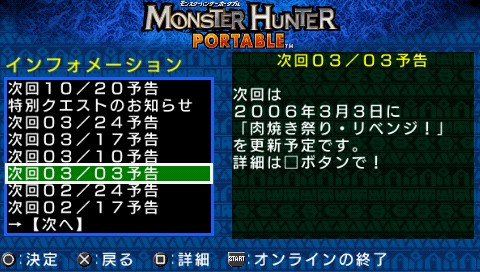 モンスターハンターポータブル
MONSTER HUNTER
PORTABLE™
インフォメーション
次回10／20予告
特別クエストのお知らせ
次回03／24予告
次回03／17予告
次回03／10予告
次回03／03予告
次回02／24予告
次回02／17予告
→【次へ】
次回03／03予告
次回は
2006年3月3日に
「肉焼き祭り・リベンジ！」
を更新予定です。
詳細は□ボタンで！
○：決定 ×：戻る □：詳細 START：オンラインの終了